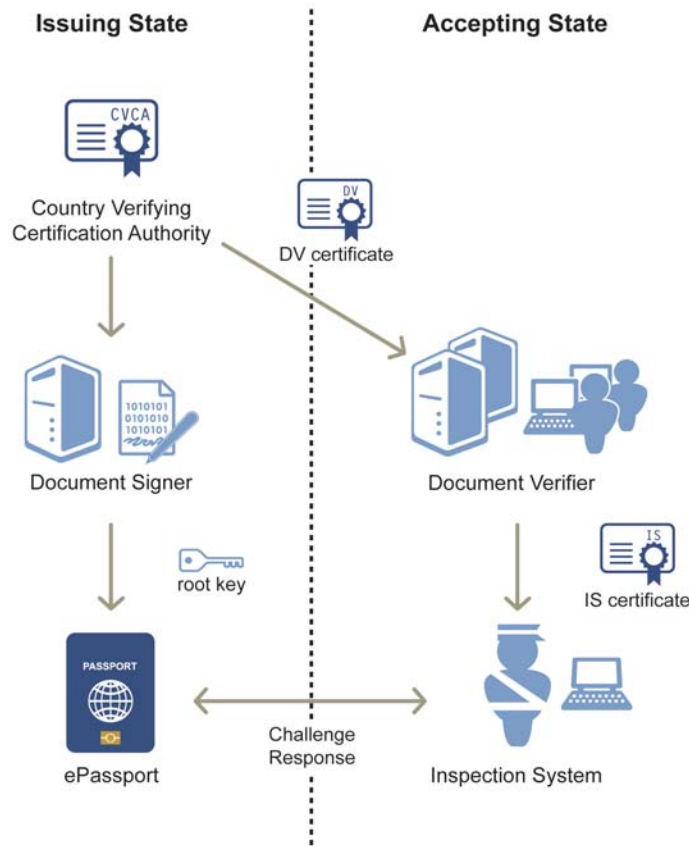 Issuing State
Accepting State
CVCA
Country Verifying
Certification Authority
DV
DV certificate
1010101
0101010
1010101
Document Signer
Document Verifier
root key
IS
IS certificate
PASSPORT
Challenge
Response
ePassport
Inspection System